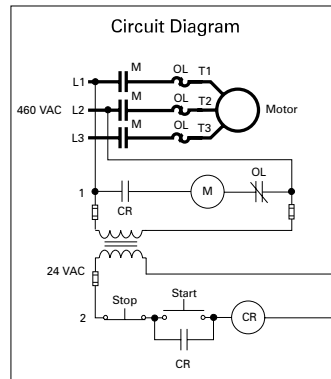 Circuit Diagram
M OL T1
L1
M OL T2
460 VAC L2 Motor
M OL T3
L3
OL
1 M
CR
24 VAC
Stop Start
2 CR
CR